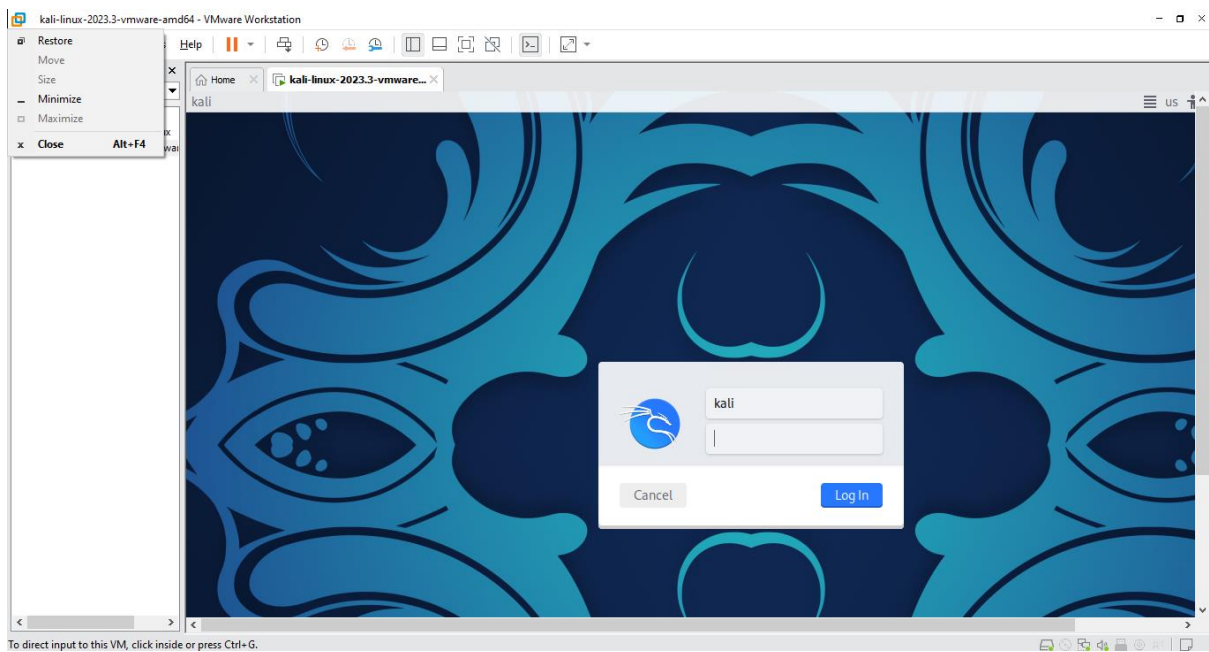 kali-linux-2023.3-vmware-amd64 - VMware Workstation
Restore
Help
Move
Size
Minimize
Maximize
Close Alt+F4
Home
kali-linux-2023.3-vmware...
kali
us
kali
Cancel
Log In
To direct input to this VM, click inside or press Ctrl+G.